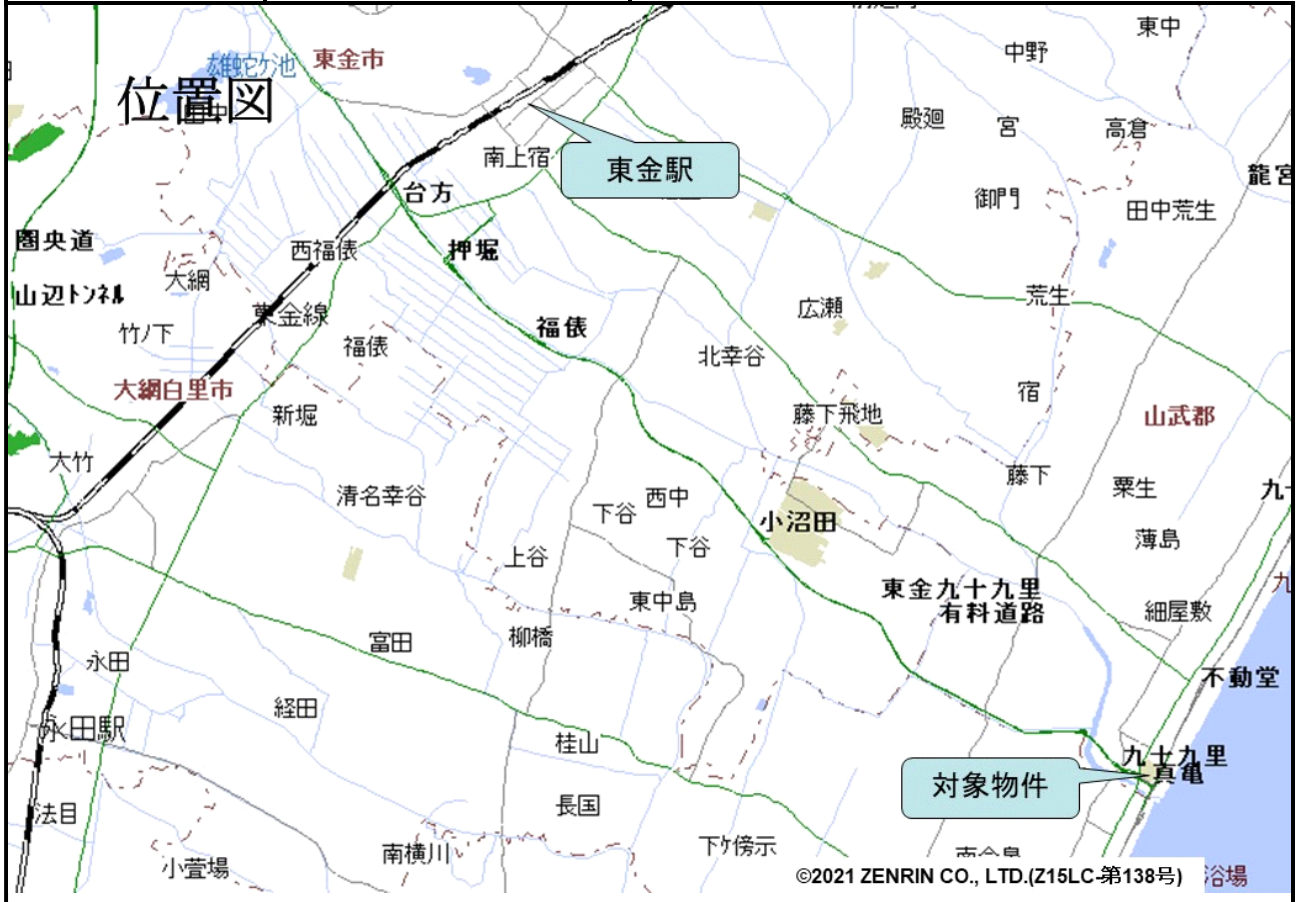 東中
中野
雄蛇ケ池
東金市
位置図
田中
殿廻
宮
高倉
南上宿
東金駅
龍宮
台方
御門
田中荒生
圏央道
西福俵
押堀
大網
山辺トンネル
荒生
東金線
広瀬
竹ノ下
福俵
福俵
北幸谷
大網白里市
宿
新堀
藤下飛地
山武郡
大竹
藤下
清名幸谷
西中
粟生
九十
下谷
小沼田
薄島
下谷
上谷
東金九十九里
有料道路
九
東中島
細屋敷
柳橋
富田
永田
不動堂
経田
永田駅
桂山
九十九里
真亀
対象物件
法目
長国
下ケ傍示
南横川
小萱場
©2021 ZENRIN CO., LTD.(Z15LC-第138号)
浴場